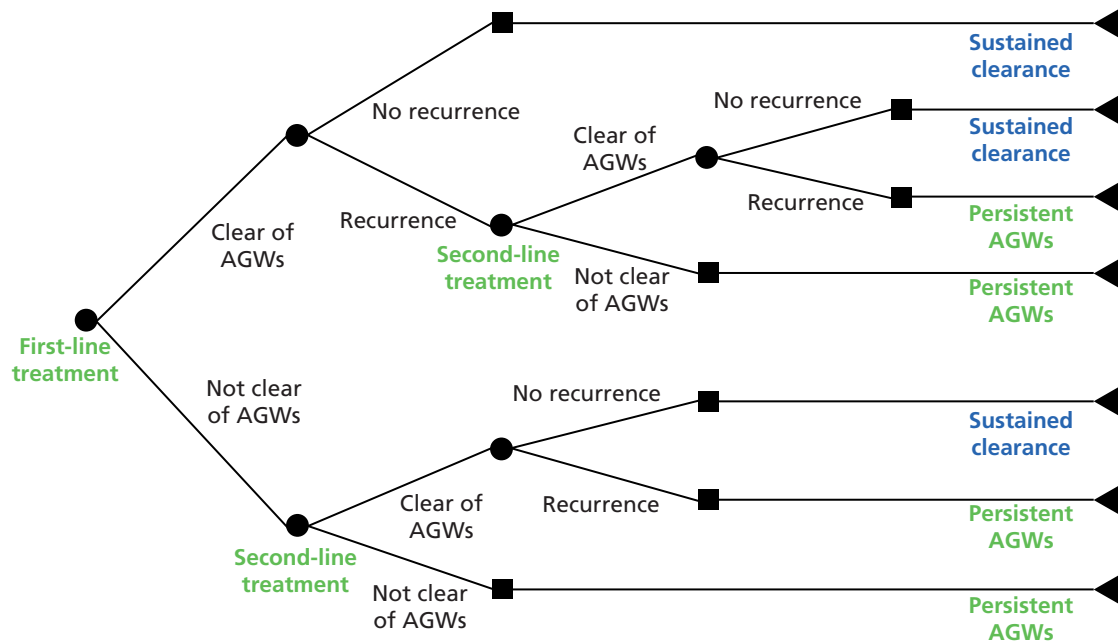 Sustained
clearance
No recurrence
No recurrence
Clear of
AGWs
Sustained
clearance
Recurrence
Persistent
AGWs
Clear of
AGWs
Recurrence
Second-line
treatment
Not clear
of AGWs
Persistent
AGWs
First-line
treatment
Not clear
of AGWs
No recurrence
Sustained
clearance
Clear of
AGWs
Recurrence
Persistent
AGWs
Second-line
treatment
Not clear
of AGWs
Persistent
AGWs